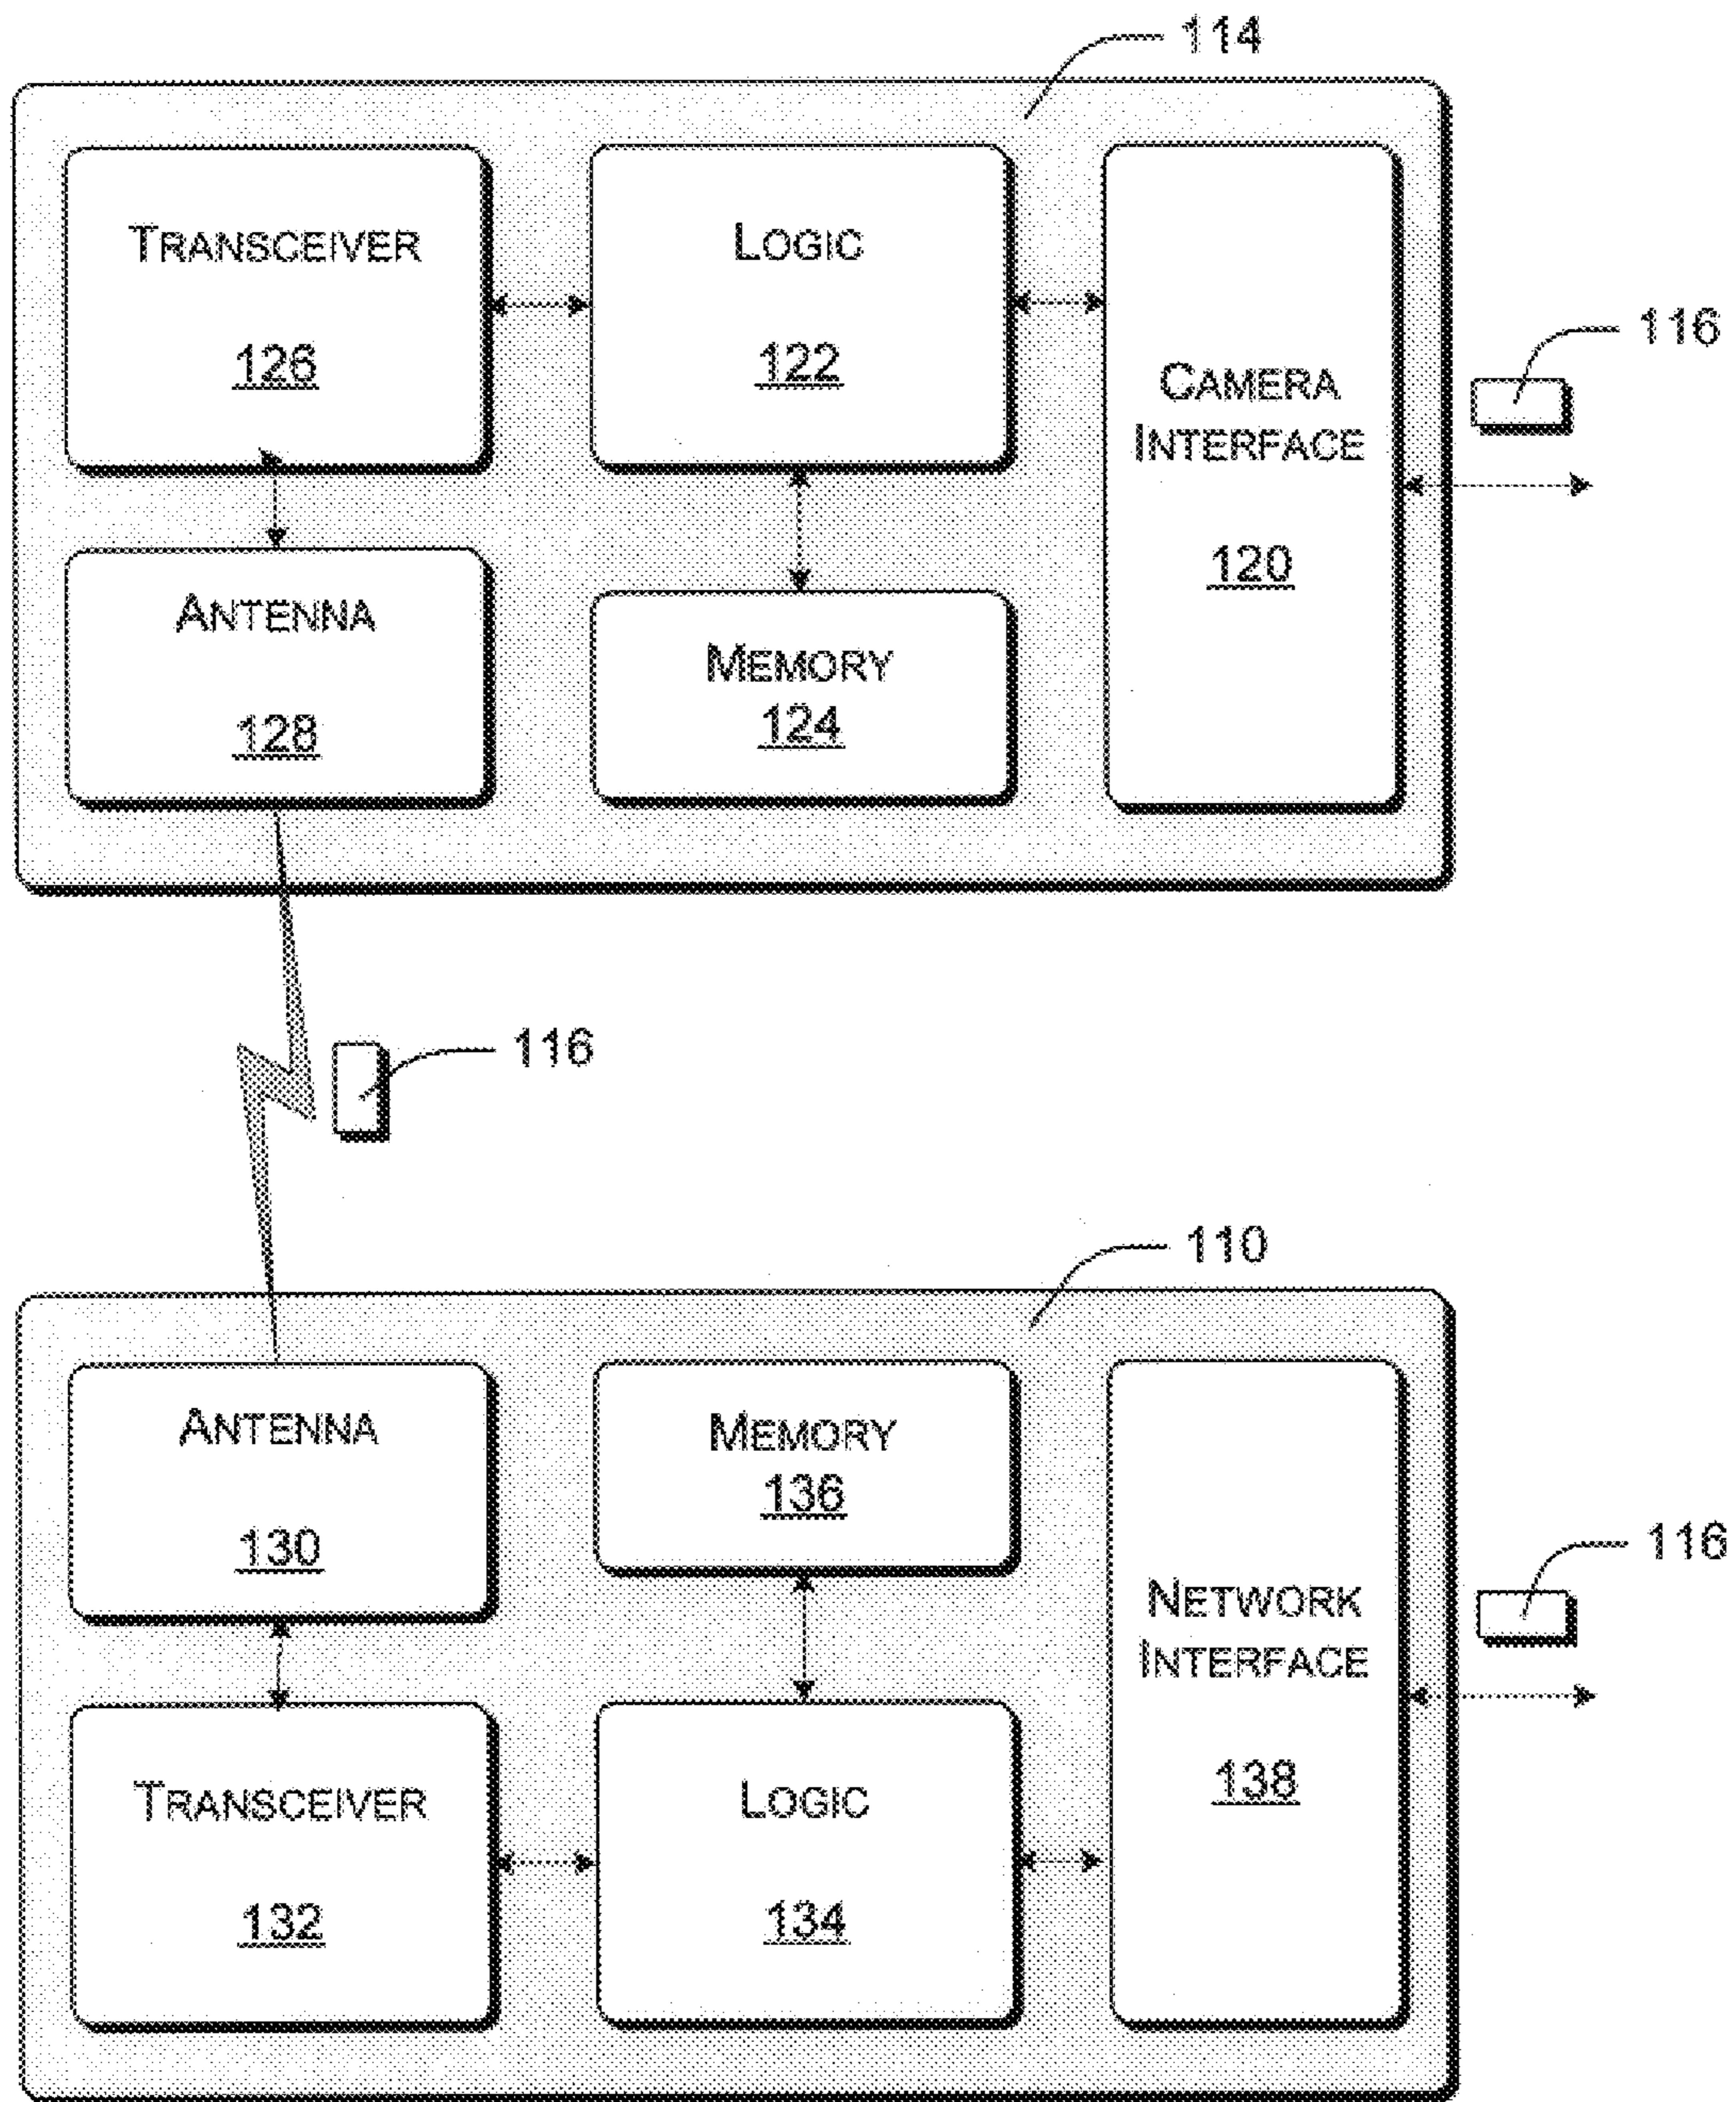 114
TRANSCEIVER
126
LOGIC
122
CAMERA
INTERFACE
120
116
ANTENNA
128
MEMORY
124
116
110
ANTENNA
130
MEMORY
136
NETWORK
INTERFACE
138
116
TRANSCEIVER
132
LOGIC
134